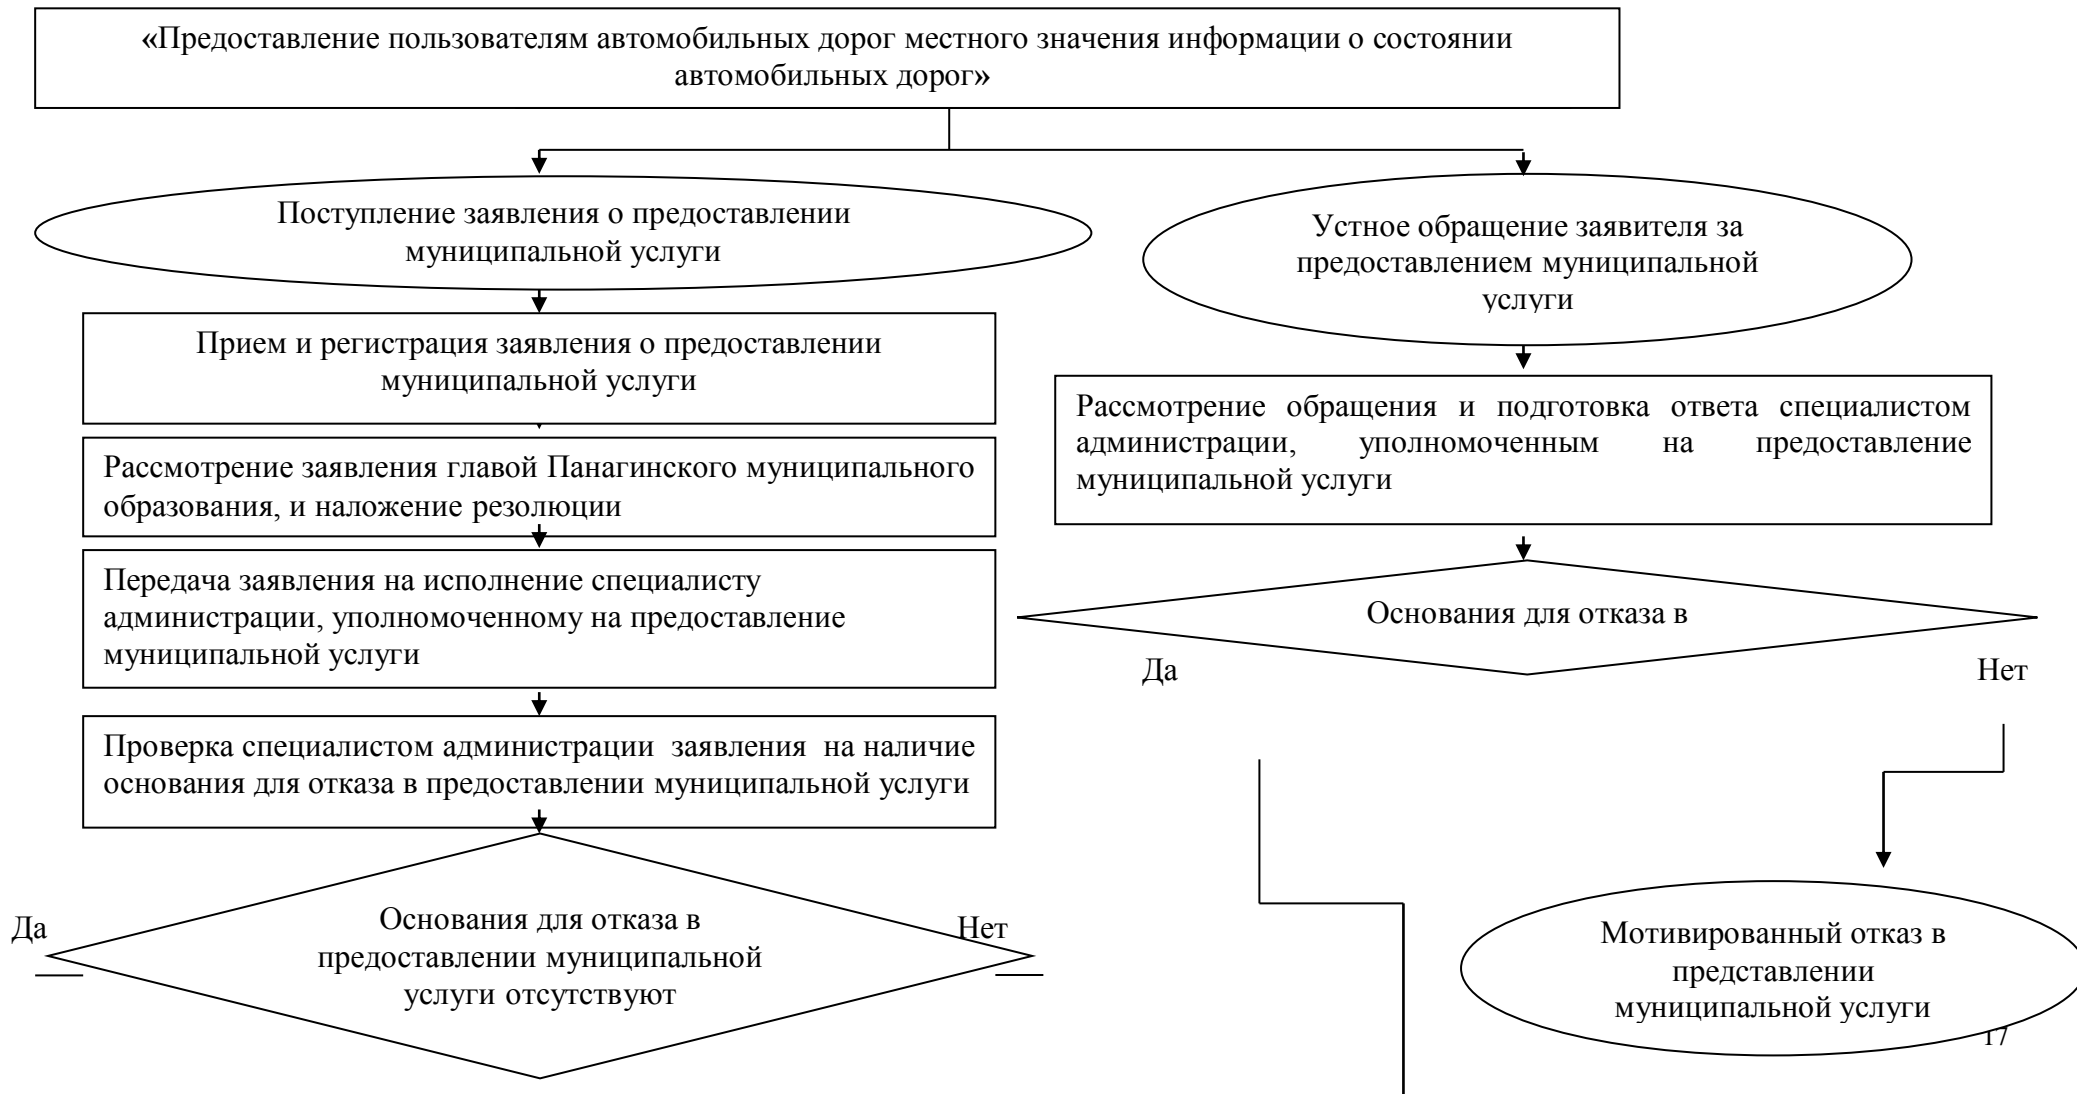 «Предоставление пользователям автомобильных дорог местного значения информации о состоянии
автомобильных дорог»
Поступление заявления о предоставлении
муниципальной услуги
Прием и регистрация заявления о предоставлении
муниципальной услуги
Рассмотрение заявления главой Панагинского муниципального
образования, и наложение резолюции
Передача заявления на исполнение специалисту
администрации, уполномоченному на предоставление
муниципальной услуги
Проверка специалистом администрации заявления на наличие
основания для отказа в предоставлении муниципальной услуги
Да
Основания для отказа в
предоставлении муниципальной
услуги отсутствуют
Нет
Устное обращение заявителя за
предоставлением муниципальной
услуги
Рассмотрение обращения и подготовка ответа специалистом
администрации, уполномоченным на предоставление
муниципальной услуги
Основания для отказа в
Да
Нет
Мотивированный отказ в
представлении
муниципальной услуги
17